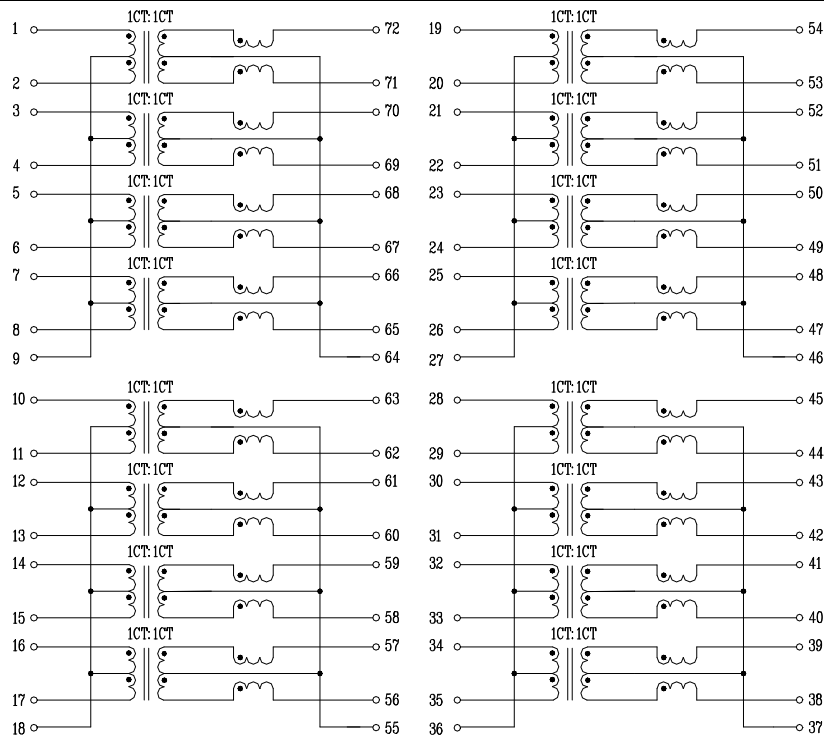 1CT:1CT 1CT:1CT
1 72 19 54
2 71 20 53
1CT:1CT 1CT:1CT
3 70 21 52
4 69 22 51
1CT:1CT 1CT:1CT
5 68 23 50
6 67 24 49
1CT:1CT 1CT:1CT
7 66 25 48
8 65 26 47
9 64 27 46
1CT:1CT 1CT:1CT
10 63 28 45
11 62 29 44
1CT:1CT 1CT:1CT
12 61 30 43
13 60 31 42
1CT:1CT 1CT:1CT
14 59 32 41
15 58 33 40
1CT:1CT 1CT:1CT
16 57 34 39
17 56 35 38
18 55 36 37